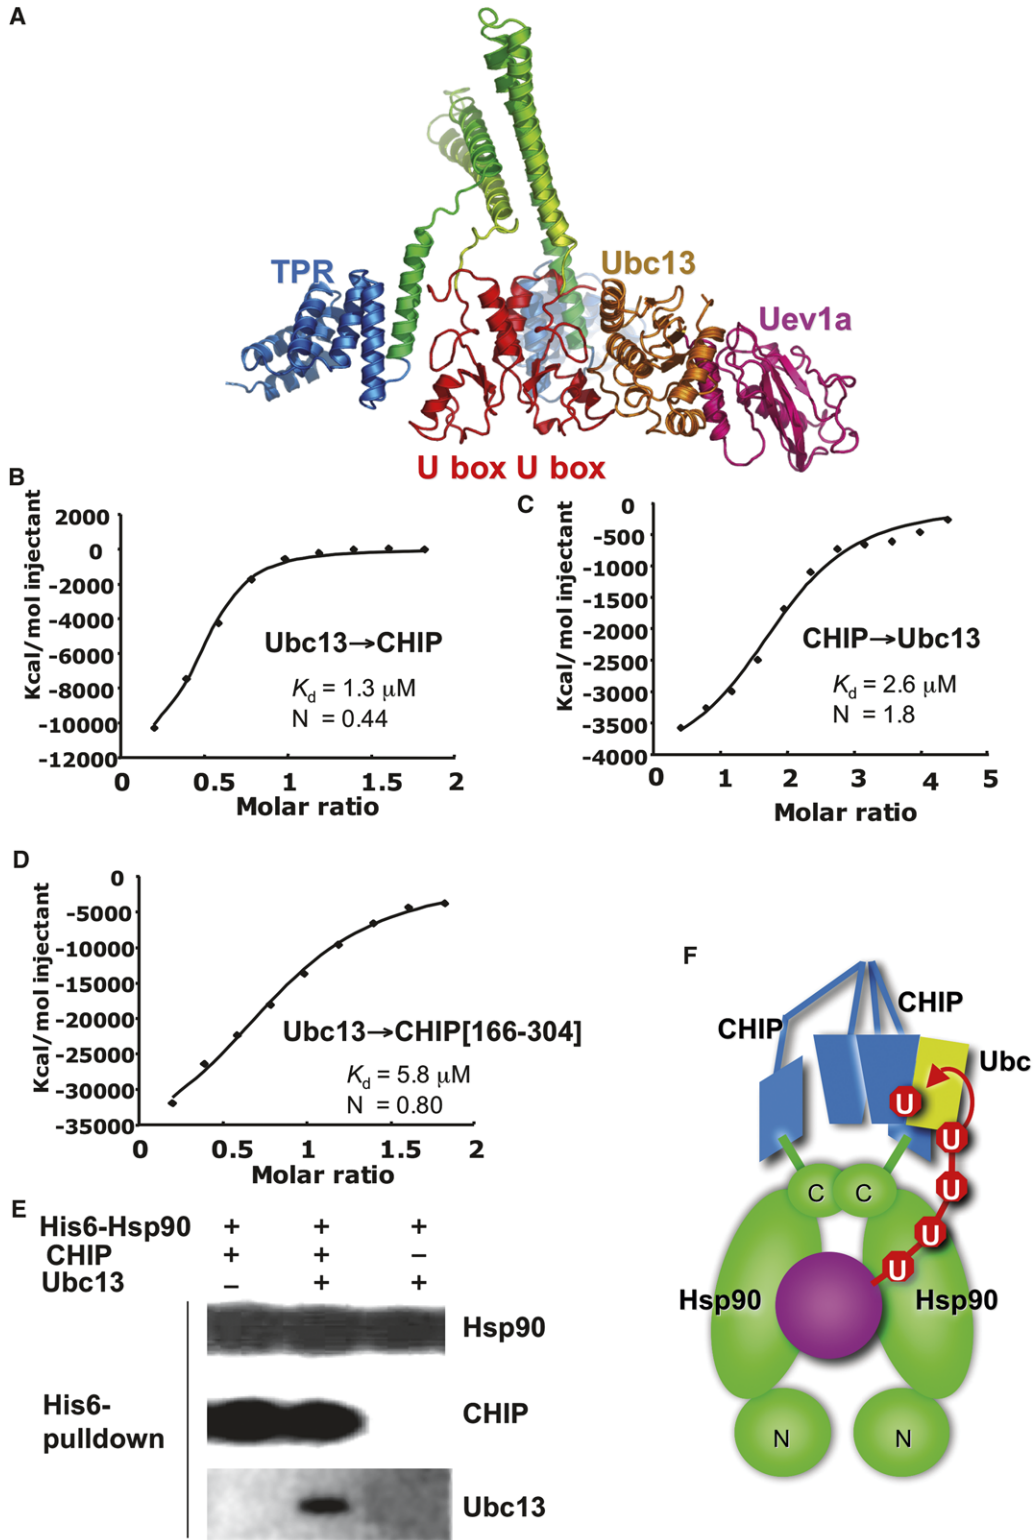 A
TPR
Ubc13
Uev1a
U box U box
B
Kcal/mol injectant
2000
0
-2000
-4000
-6000
-8000
-10000
-12000
Ubc13→CHIP
Kd = 1.3 µM
N = 0.44
0 0.5 1 1.5 2
Molar ratio
C
Kcal/mol injectant
0
-500
-1000
-1500
-2000
-2500
-3000
-3500
-4000
CHIP→Ubc13
Kd = 2.6 µM
N = 1.8
0 1 2 3 4 5
Molar ratio
D
Kcal/mol injectant
0
-5000
-10000
-15000
-20000
-25000
-30000
-35000
Ubc13→CHIP[166-304]
Kd = 5.8 µM
N = 0.80
0 0.5 1 1.5 2
Molar ratio
E
His6-Hsp90 + + +
CHIP + + –
Ubc13 – + +
Hsp90
His6-
pulldown
CHIP
Ubc13
F
CHIP
CHIP
Ubc
U
U
U
U
U
C C
Hsp90
Hsp90
N N